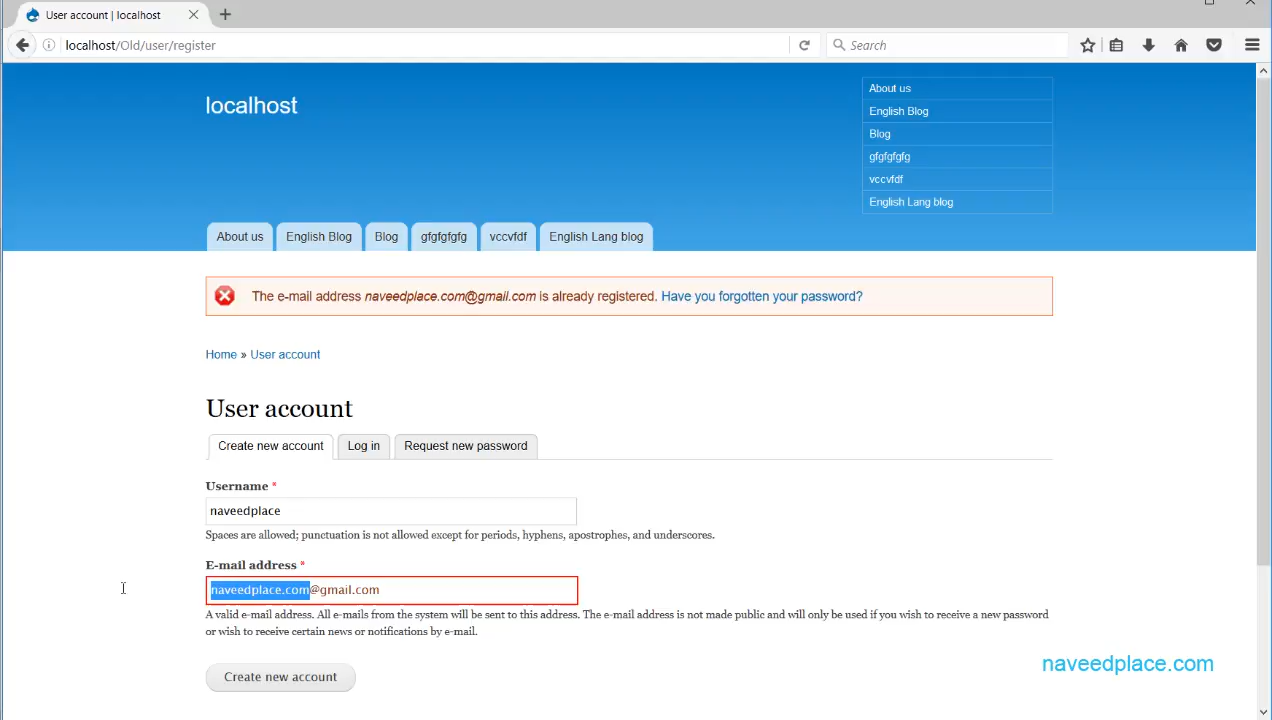 User account | localhost
localhost/Old/user/register
Search
localhost
About us
English Blog
Blog
gfgfgfgfg
vccvfdf
English Lang blog
About us
English Blog
Blog
gfgfgfgfg
vccvfdf
English Lang blog
The e-mail address naveedplace.com@gmail.com is already registered. Have you forgotten your password?
Home » User account
User account
Create new account
Log in
Request new password
Username *
naveedplace
Spaces are allowed; punctuation is not allowed except for periods, hyphens, apostrophes, and underscores.
E-mail address *
naveedplace.com@gmail.com
A valid e-mail address. All e-mails from the system will be sent to this address. The e-mail address is not made public and will only be used if you wish to receive a new password
or wish to receive certain news or notifications by e-mail.
naveedplace.com
Create new account